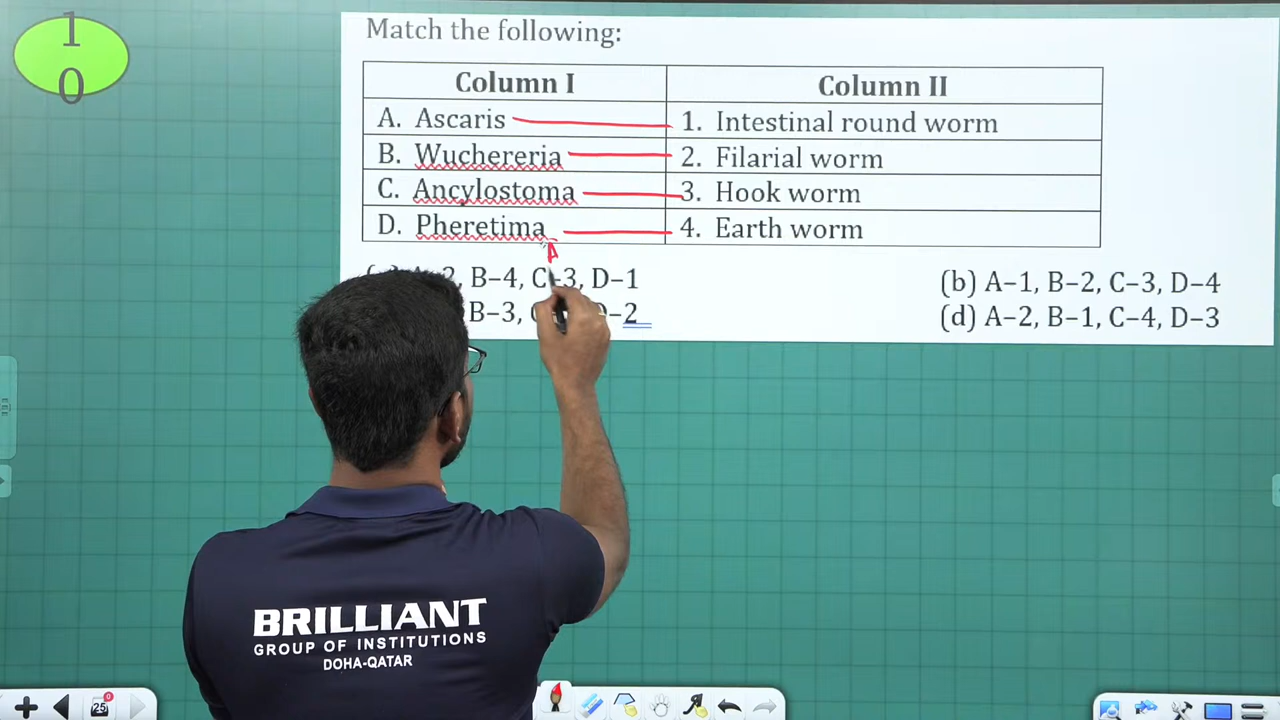 1
0
Match the following:
Column I Column II
A. Ascaris 1. Intestinal round worm
B. Wuchereria 2. Filarial worm
C. Ancylostoma 3. Hook worm
D. Pheretima 4. Earth worm
B–4, C–3, D–1 (b) A–1, B–2, C–3, D–4
B–3, D–2 (d) A–2, B–1, C–4, D–3
BRILLIANT
GROUP OF INSTITUTIONS
DOHA-QATAR
25